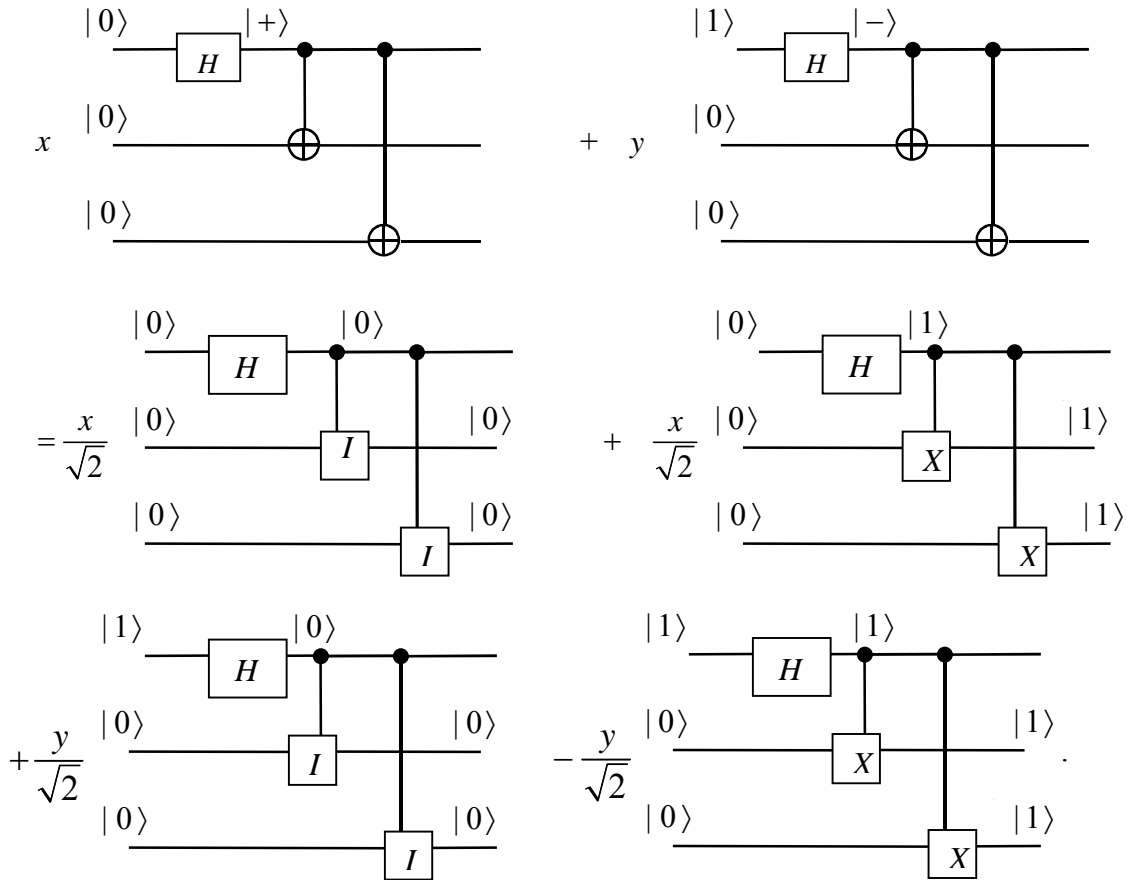 |0⟩ |+⟩ |1⟩ |−⟩
H H
x |0⟩ + y |0⟩
|0⟩ |0⟩
|0⟩ |0⟩ |0⟩ |1⟩
H H
= x/√2 |0⟩ I |0⟩ + x/√2 |0⟩ X |1⟩
|0⟩ I |0⟩ |0⟩ X |1⟩
|1⟩ |0⟩ |1⟩ |1⟩
H H
+ y/√2 |0⟩ I |0⟩ − y/√2 |0⟩ X |1⟩ .
|0⟩ I |0⟩ |0⟩ X |1⟩